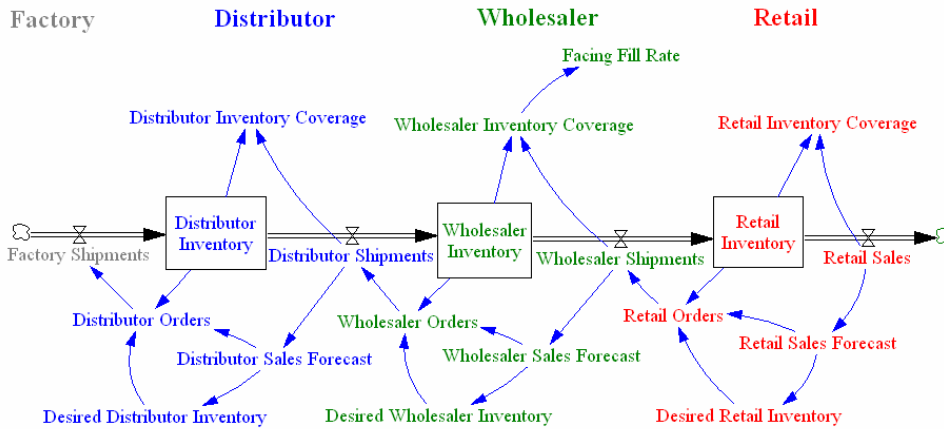 Factory
Distributor
Wholesaler
Retail
Facing Fill Rate
Distributor Inventory Coverage
Wholesaler Inventory Coverage
Retail Inventory Coverage
Distributor
Inventory
Wholesaler
Inventory
Retail
Inventory
Factory Shipments
Distributor Shipments
Wholesaler Shipments
Retail Sales
Distributor Orders
Wholesaler Orders
Retail Orders
Distributor Sales Forecast
Wholesaler Sales Forecast
Retail Sales Forecast
Desired Distributor Inventory
Desired Wholesaler Inventory
Desired Retail Inventory